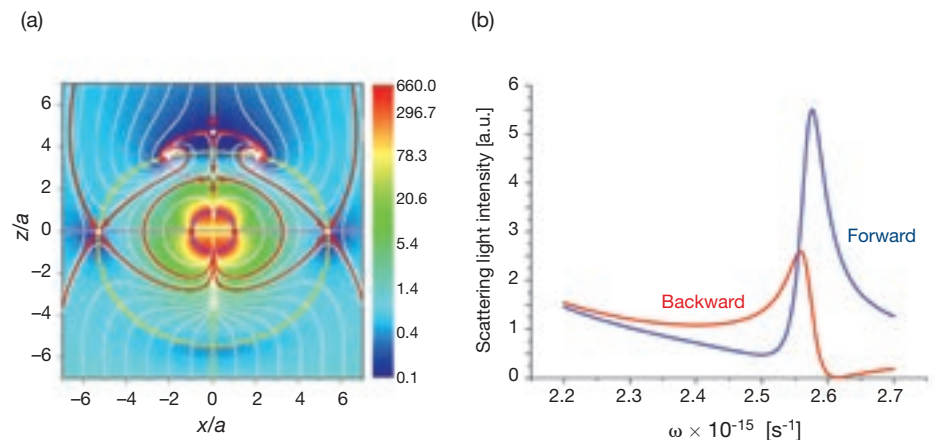 (a)
6
4
2
0
−2
−4
−6
z/a
−6 −4 −2 0 2 4 6
x/a
660.0
296.7
78.3
20.6
5.4
1.4
0.4
0.1
(b)
6
5
4
3
2
1
0
Scattering light intensity [a.u.]
Forward
Backward
2.2 2.3 2.4 2.5 2.6 2.7
ω × 10⁻¹⁵ [s⁻¹]